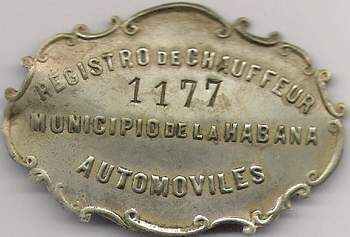 REGISTRO DE CHAUFFEUR
1177
MUNICIPIO DE LA HABANA
AUTOMOVILES